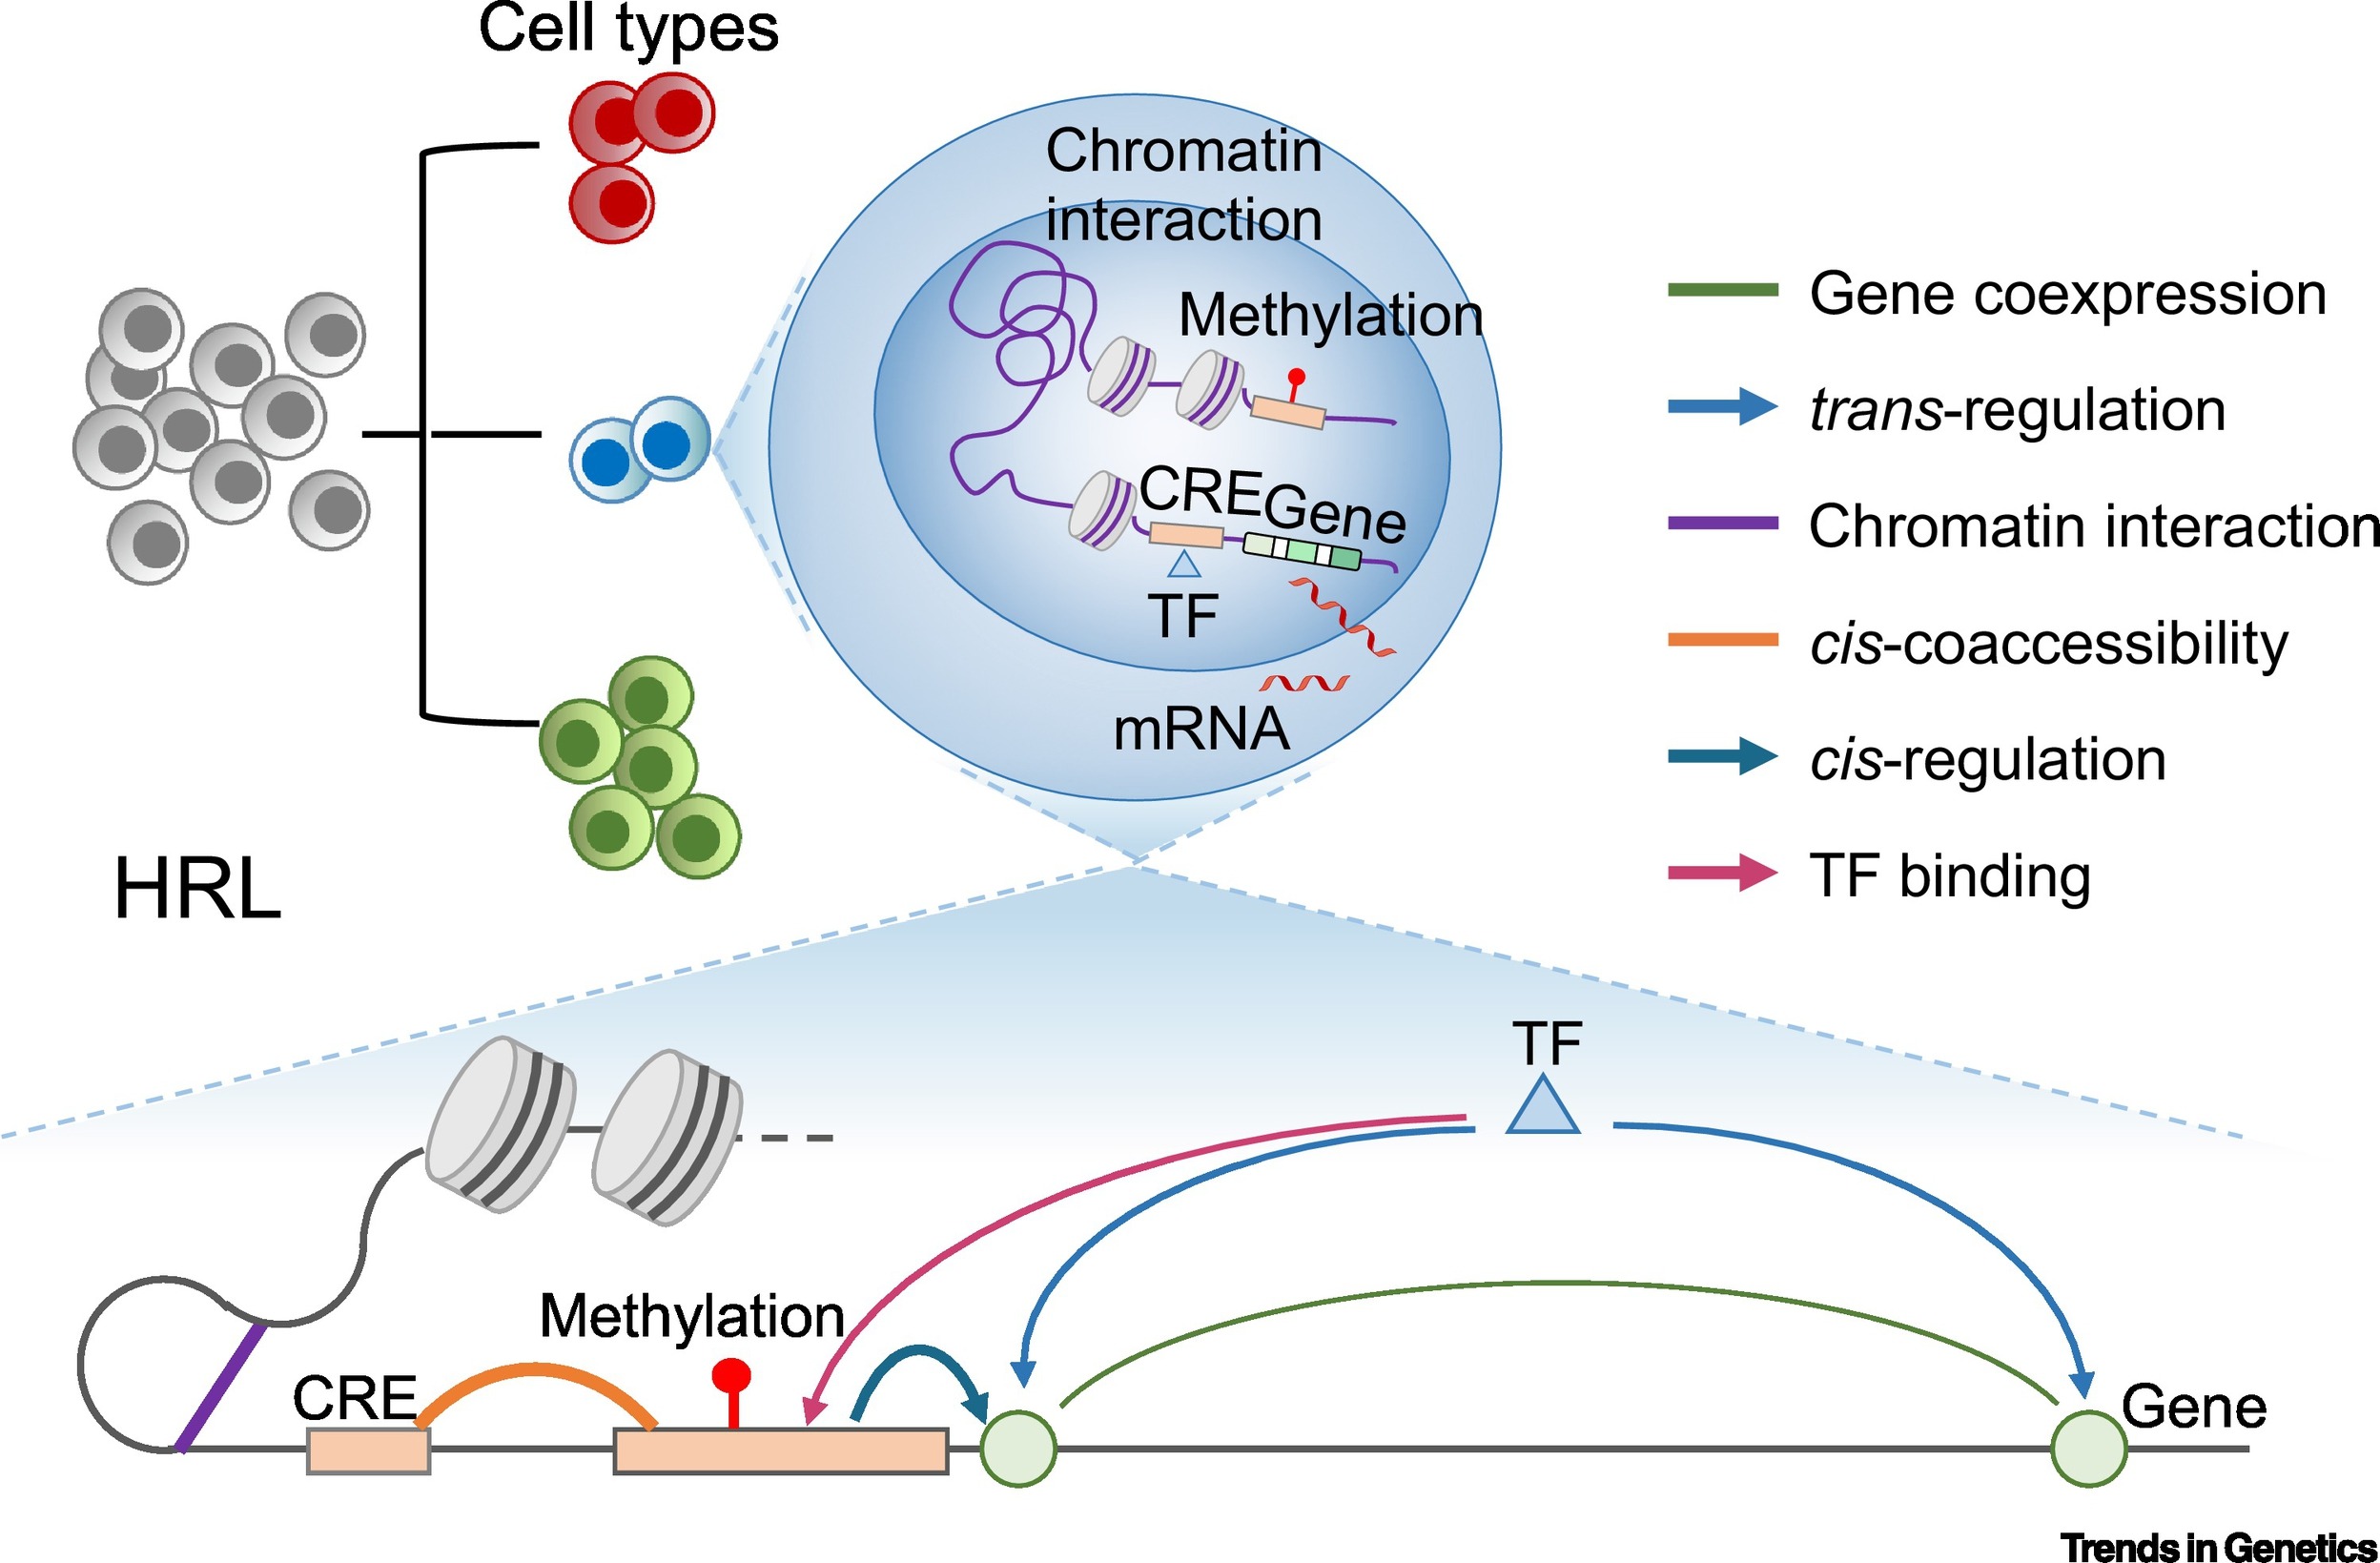 Cell types
Chromatin
interaction
Methylation
CRE
Gene
TF
mRNA
Gene coexpression
trans-regulation
Chromatin interaction
cis-coaccessibility
cis-regulation
TF binding
HRL
TF
Methylation
CRE
Gene
Trends in Genetics